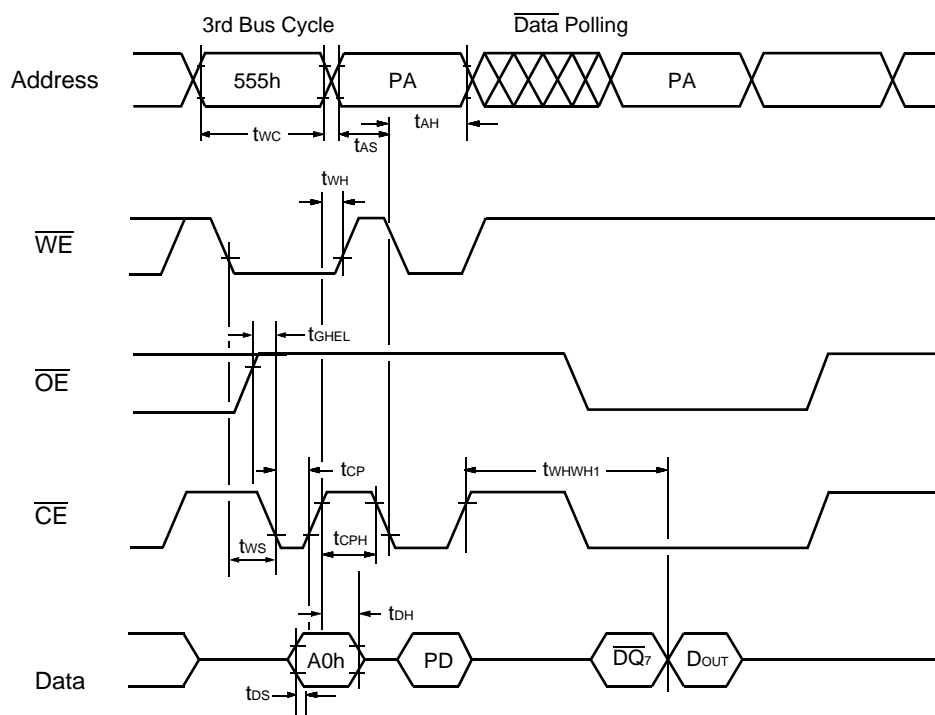 3rd Bus Cycle
Data Polling
Address
555h
PA
PA
tWC
tAS
tAH
tWH
WE
tGHEL
OE
tCP
tWHWH1
CE
tWS
tCPH
tDH
A0h
PD
DQ7
DOUT
Data
tDS